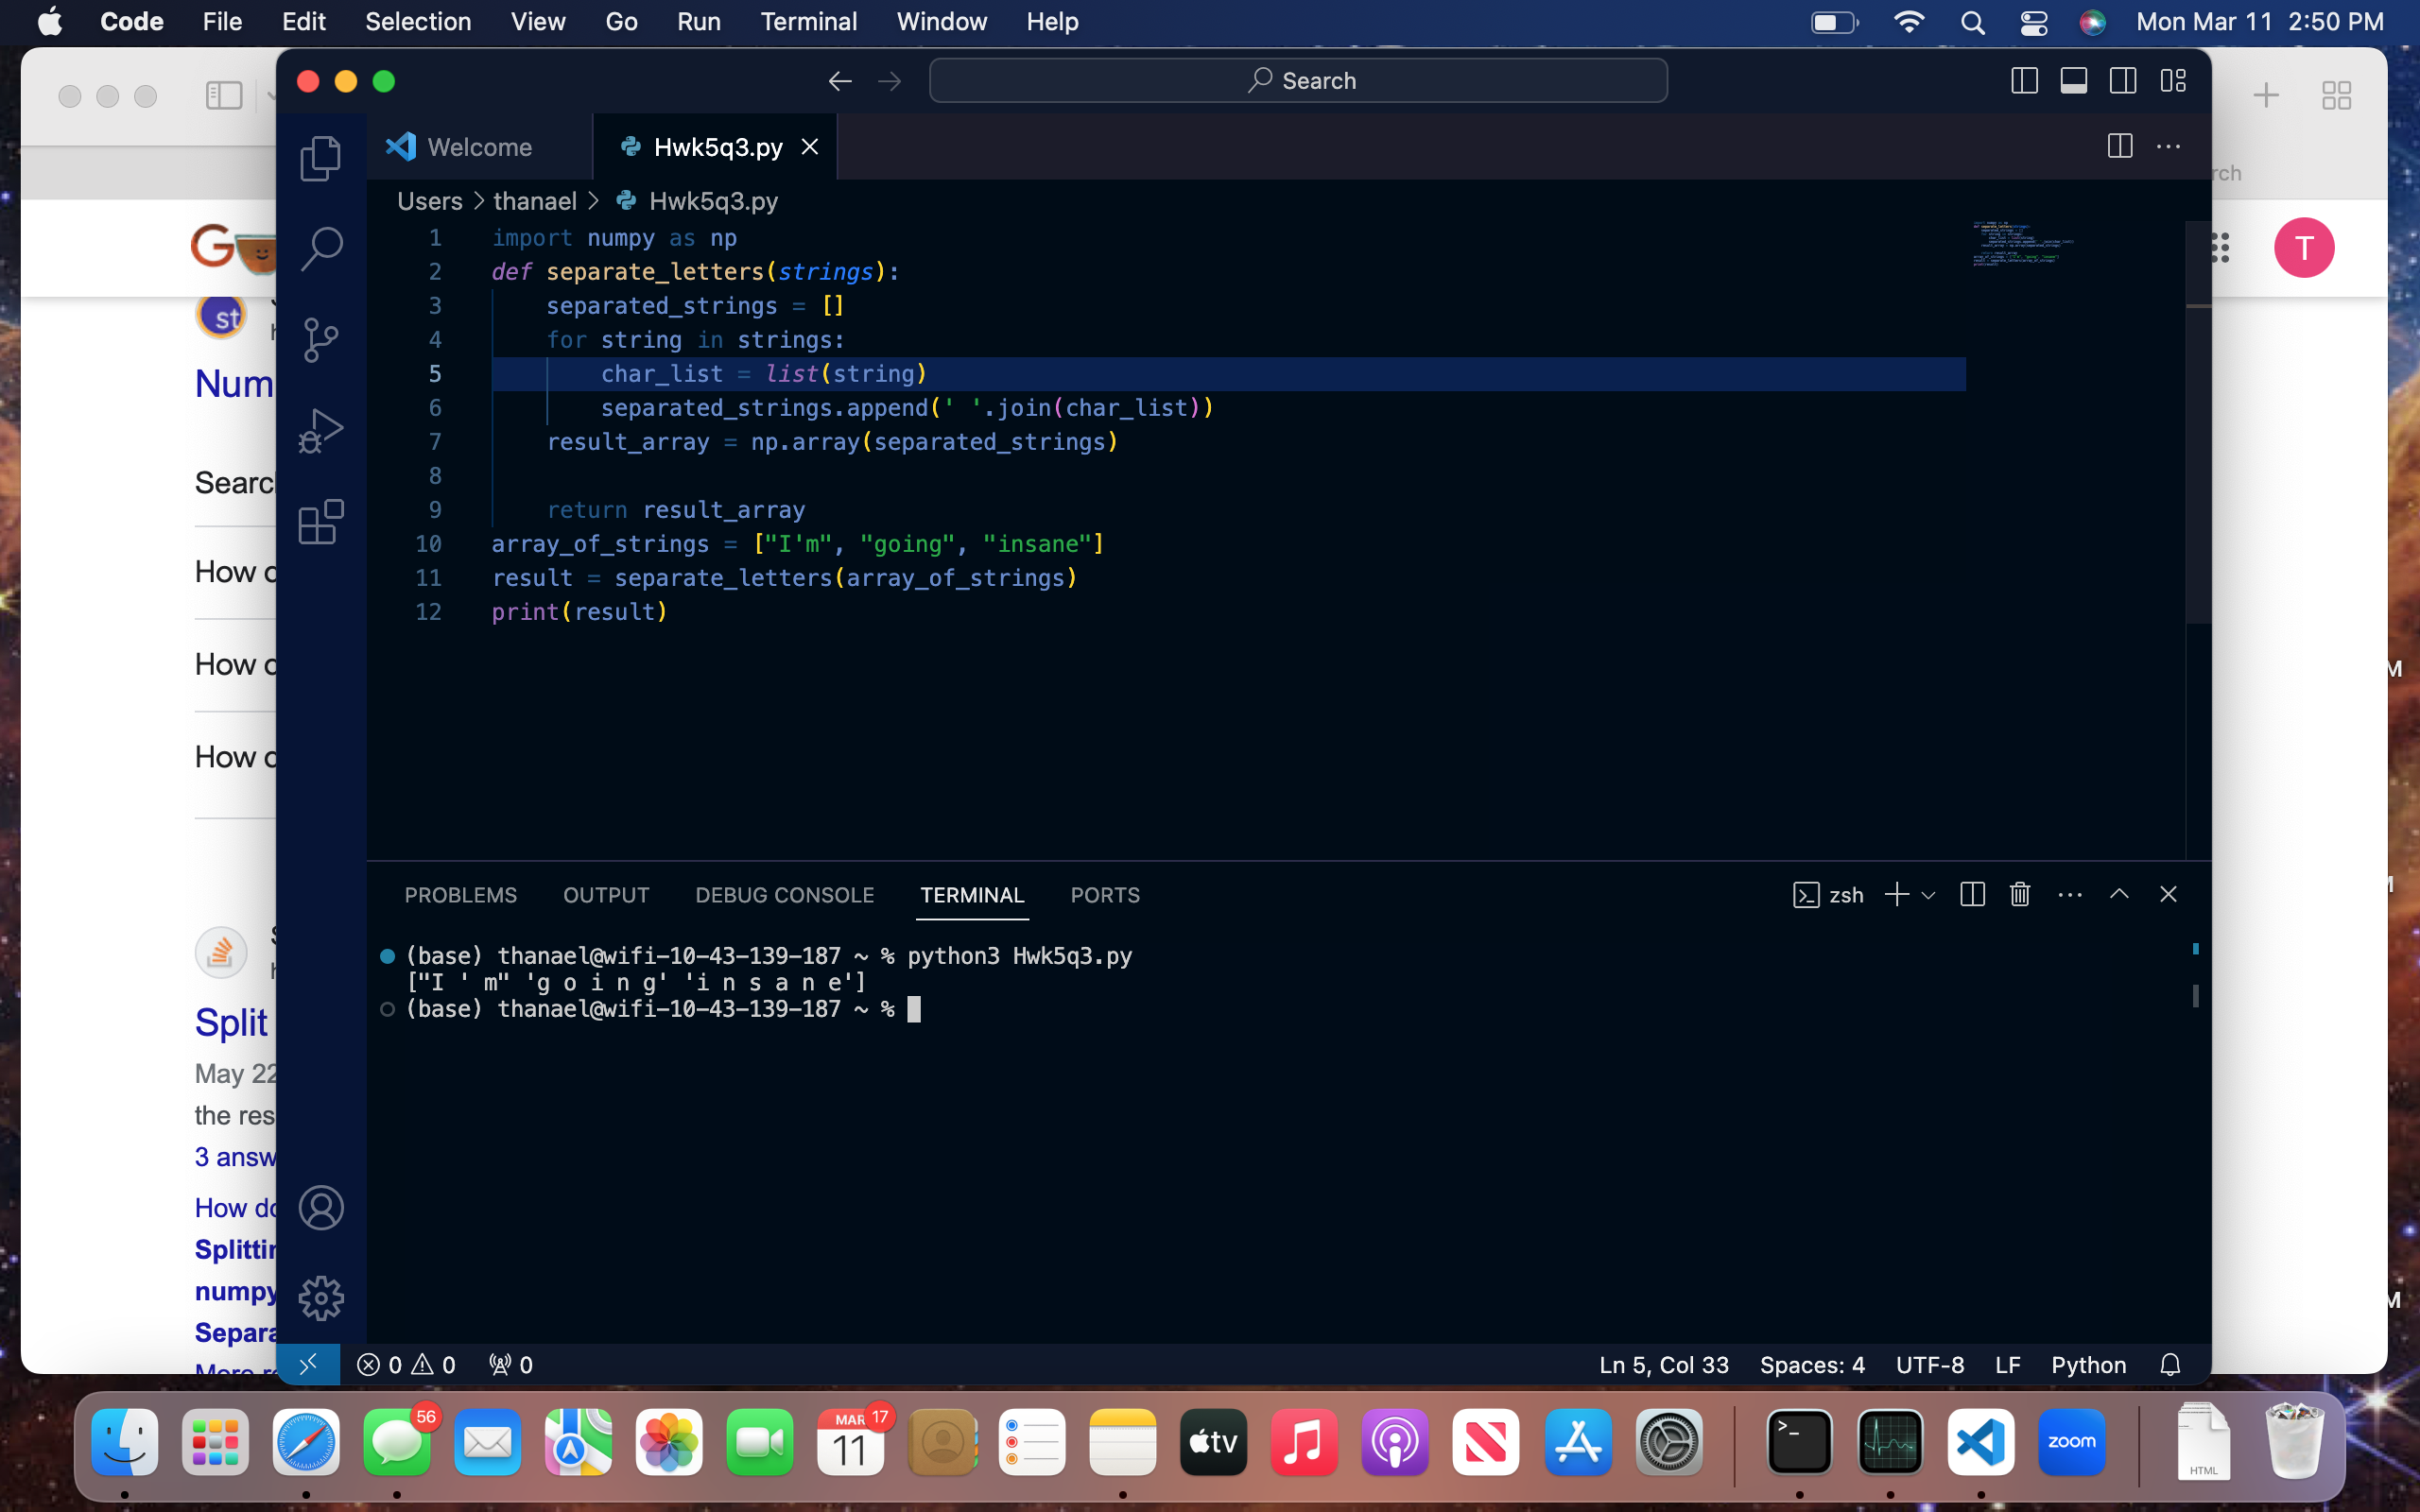 Code File Edit Selection View Go Run Terminal Window Help Mon Mar 11 2:50 PM
Search
Welcome Hwk5q3.py
Users > thanael > Hwk5q3.py
1 import numpy as np
2 def separate_letters(strings):
3 separated_strings = []
4 for string in strings:
5 char_list = list(string)
6 separated_strings.append(' '.join(char_list))
7 result_array = np.array(separated_strings)
8
9 return result_array
10 array_of_strings = ["I'm", "going", "insane"]
11 result = separate_letters(array_of_strings)
12 print(result)
PROBLEMS OUTPUT DEBUG CONSOLE TERMINAL PORTS zsh
(base) thanael@wifi-10-43-139-187 ~ % python3 Hwk5q3.py
["I ' m" 'g o i n g' 'i n s a n e']
(base) thanael@wifi-10-43-139-187 ~ %
0 0 0 Ln 5, Col 33 Spaces: 4 UTF-8 LF Python
G
st
T
How
How
How
Split
May 22
the res
3 answ
How do
numpy
56
MAR 17
11
tv
zoom
HTML